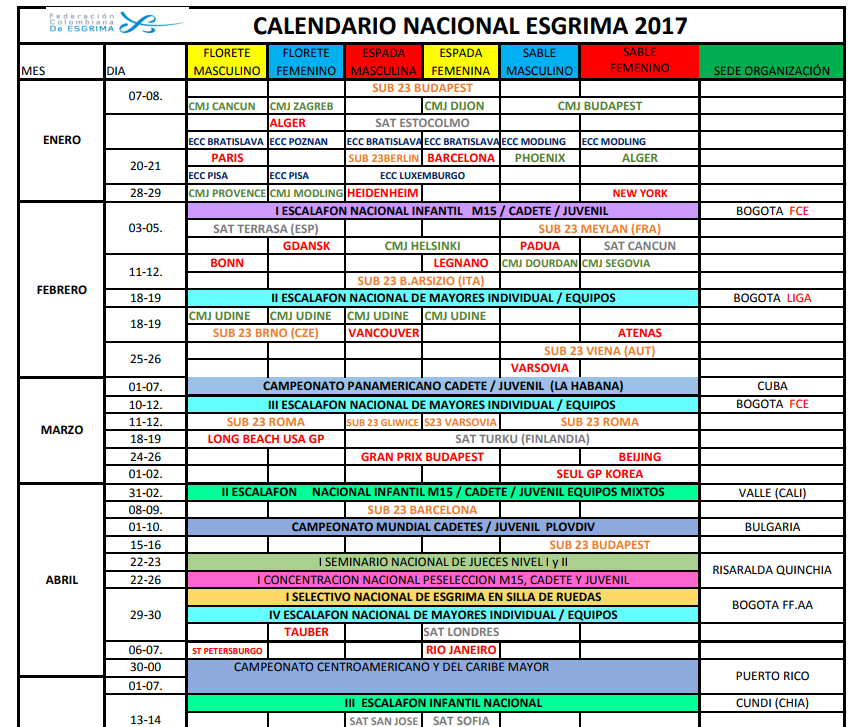 Federación
Colombiana
De ESGRIMA
CALENDARIO NACIONAL ESGRIMA 2017
MES DIA FLORETE MASCULINO FLORETE FEMENINO ESPADA MASCULINA ESPADA FEMENINA SABLE MASCULINO SABLE FEMENINO SEDE ORGANIZACIÓN
ENERO
07-08. SUB 23 BUDAPEST
CMJ CANCUN CMJ ZAGREB CMJ DIJON CMJ BUDAPEST
ALGER SAT ESTOCOLMO
ECC BRATISLAVA ECC POZNAN ECC BRATISLAVA ECC BRATISLAVA ECC MODLING ECC MODLING
20-21 PARIS SUB 23BERLIN BARCELONA PHOENIX ALGER
ECC PISA ECC PISA ECC LUXEMBURGO
28-29 CMJ PROVENCE CMJ MODLING HEIDENHEIM NEW YORK
FEBRERO
I ESCALAFON NACIONAL INFANTIL M15 / CADETE / JUVENIL BOGOTA FCE
03-05. SAT TERRASA (ESP) SUB 23 MEYLAN (FRA)
GDANSK CMJ HELSINKI PADUA SAT CANCUN
11-12. BONN LEGNANO CMJ DOURDAN CMJ SEGOVIA
SUB 23 B.ARSIZIO (ITA)
18-19 II ESCALAFON NACIONAL DE MAYORES INDIVIDUAL / EQUIPOS BOGOTA LIGA
18-19 CMJ UDINE CMJ UDINE CMJ UDINE CMJ UDINE
SUB 23 BRNO (CZE) VANCOUVER ATENAS
25-26 SUB 23 VIENA (AUT)
VARSOVIA
MARZO
01-07. CAMPEONATO PANAMERICANO CADETE / JUVENIL (LA HABANA) CUBA
10-12. III ESCALAFON NACIONAL DE MAYORES INDIVIDUAL / EQUIPOS BOGOTA FCE
11-12. SUB 23 ROMA SUB 23 GLIWICE S23 VARSOVIA SUB 23 ROMA
18-19 LONG BEACH USA GP SAT TURKU (FINLANDIA)
24-26 GRAN PRIX BUDAPEST BEIJING
01-02. SEUL GP KOREA
ABRIL
31-02. II ESCALAFON NACIONAL INFANTIL M15 / CADETE / JUVENIL EQUIPOS MIXTOS VALLE (CALI)
08-09. SUB 23 BARCELONA
01-10. CAMPEONATO MUNDIAL CADETES / JUVENIL PLOVDIV BULGARIA
15-16 SUB 23 BUDAPEST
22-23 I SEMINARIO NACIONAL DE JUECES NIVEL I y II RISARALDA QUINCHIA
22-26 I CONCENTRACION NACIONAL PESELECCION M15, CADETE Y JUVENIL
29-30 I SELECTIVO NACIONAL DE ESGRIMA EN SILLA DE RUEDAS BOGOTA FF.AA
IV ESCALAFON NACIONAL DE MAYORES INDIVIDUAL / EQUIPOS
TAUBER SAT LONDRES
06-07. ST PETERSBURGO RIO JANEIRO
30-00 CAMPEONATO CENTROAMERICANO Y DEL CARIBE MAYOR PUERTO RICO
01-07.
III ESCALAFON INFANTIL NACIONAL CUNDI (CHIA)
13-14 SAT SAN JOSE SAT SOFIA